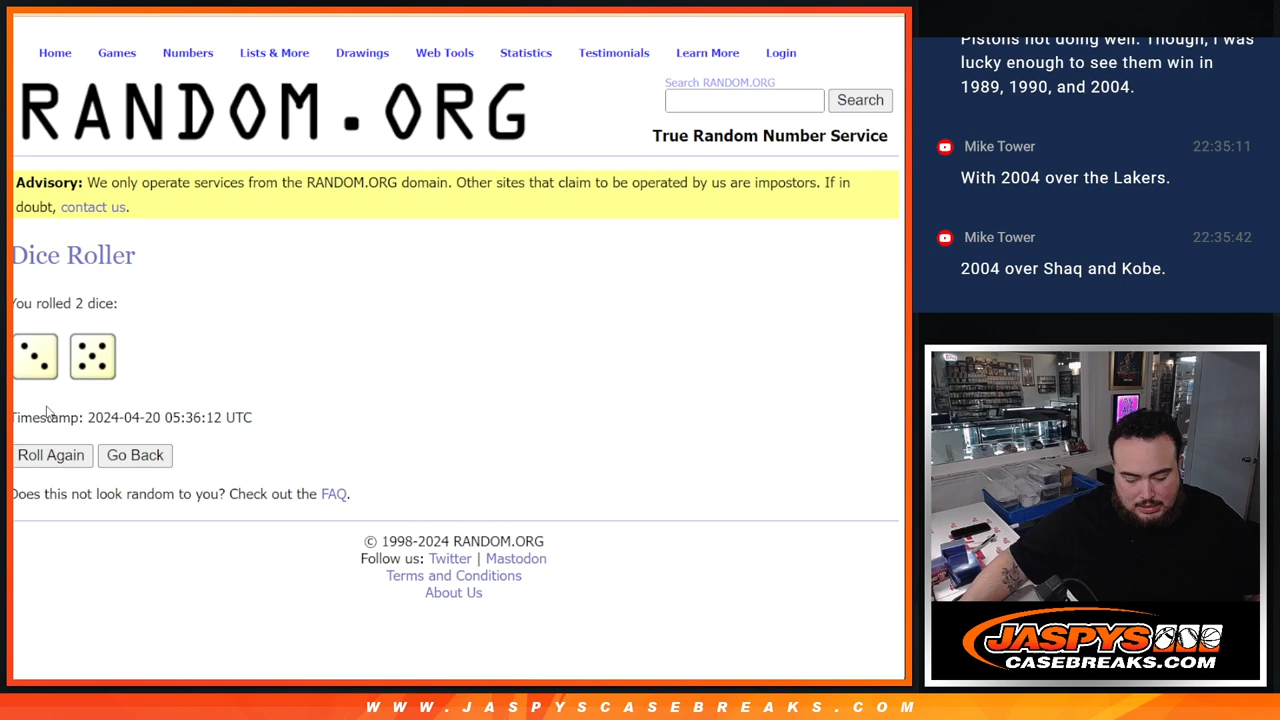 Home Games Numbers Lists & More Drawings Web Tools Statistics Testimonials Learn More Login
RANDOM.ORG
Search RANDOM.ORG
Search
True Random Number Service
Advisory: We only operate services from the RANDOM.ORG domain. Other sites that claim to be operated by us are impostors. If in
doubt, contact us.
Dice Roller
You rolled 2 dice:
Timestamp: 2024-04-20 05:36:12 UTC
Roll Again Go Back
Does this not look random to you? Check out the FAQ.
© 1998-2024 RANDOM.ORG
Follow us: Twitter | Mastodon
Terms and Conditions
About Us
Pistons not doing well. Though, I was
lucky enough to see them win in
1989, 1990, and 2004.
Mike Tower 22:35:11
With 2004 over the Lakers.
Mike Tower 22:35:42
2004 over Shaq and Kobe.
JASPYS
CASEBREAKS.COM
WWW.JASPYSCASEBREAKS.COM